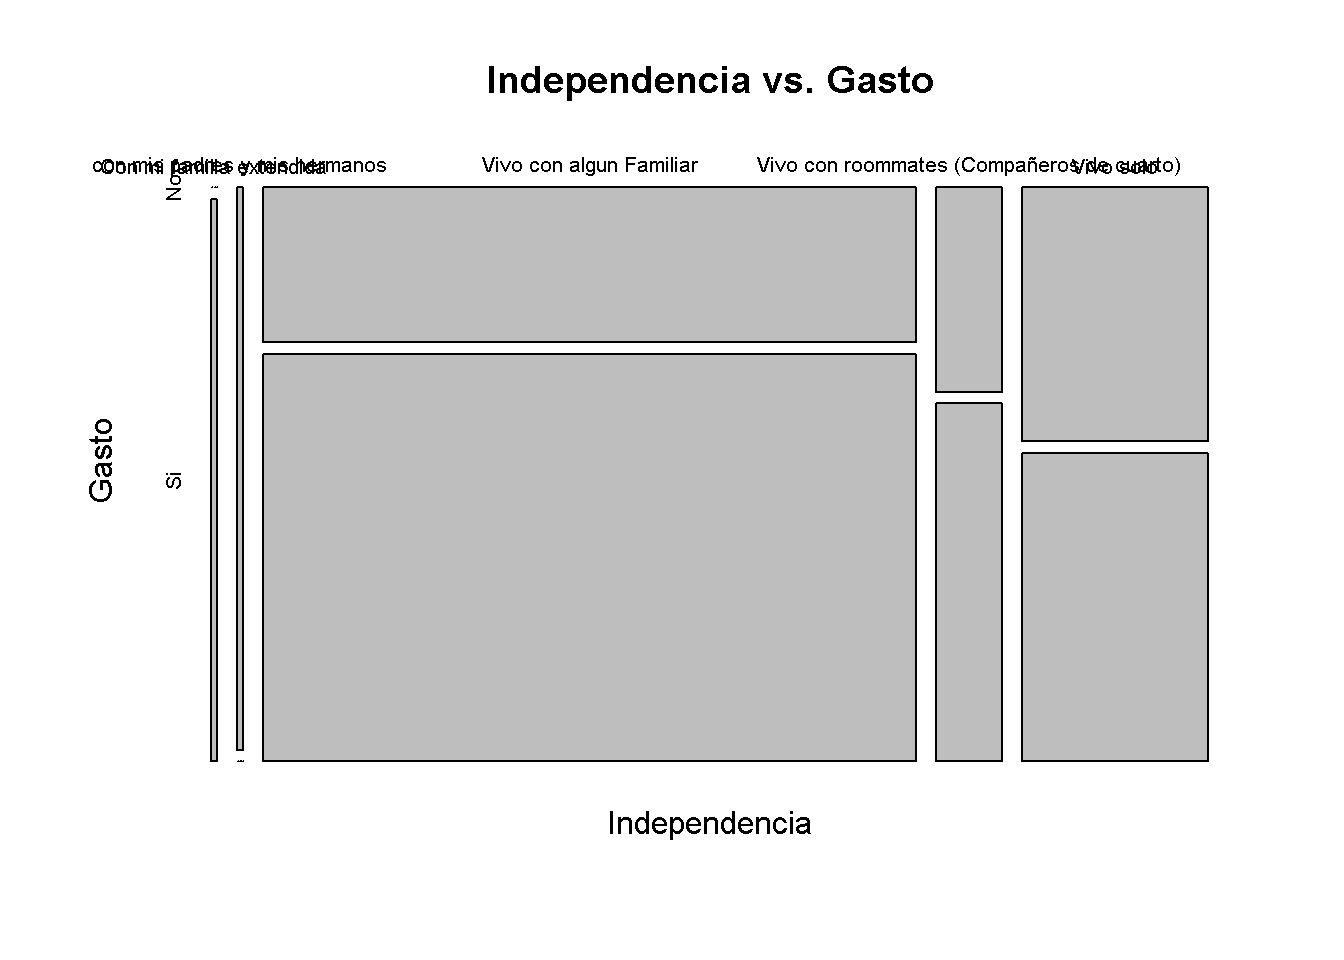 Independencia vs. Gasto
con mis padres y mis hermanos
Con mi familia extendida
Vivo con algun Familiar
Vivo con roommates (Compañeros de cuarto)
Vivo solo
No
Si
Gasto
Independencia